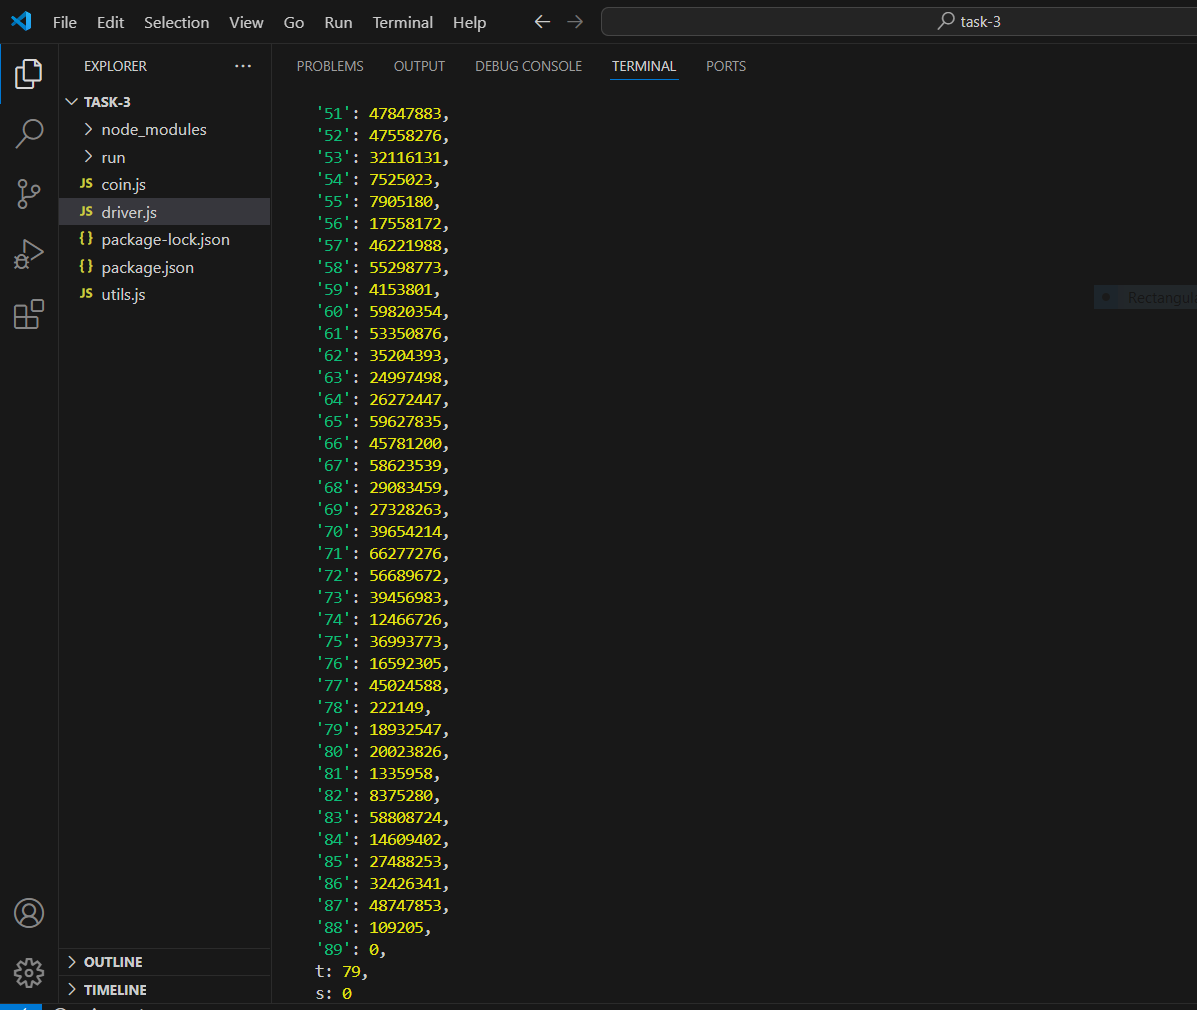 File Edit Selection View Go Run Terminal Help task-3
EXPLORER ··· PROBLEMS OUTPUT DEBUG CONSOLE TERMINAL PORTS
TASK-3
node_modules
run
JS coin.js
JS driver.js
{} package-lock.json
{} package.json
JS utils.js
OUTLINE
TIMELINE
'51': 47847883,
'52': 47558276,
'53': 32116131,
'54': 7525023,
'55': 7905180,
'56': 17558172,
'57': 46221988,
'58': 55298773,
'59': 4153801,
'60': 59820354,
'61': 53350876,
'62': 35204393,
'63': 24997498,
'64': 26272447,
'65': 59627835,
'66': 45781200,
'67': 58623539,
'68': 29083459,
'69': 27328263,
'70': 39654214,
'71': 66277276,
'72': 56689672,
'73': 39456983,
'74': 12466726,
'75': 36993773,
'76': 16592305,
'77': 45024588,
'78': 222149,
'79': 18932547,
'80': 20023826,
'81': 1335958,
'82': 8375280,
'83': 58808724,
'84': 14609402,
'85': 27488253,
'86': 32426341,
'87': 48747853,
'88': 109205,
'89': 0,
t: 79,
s: 0